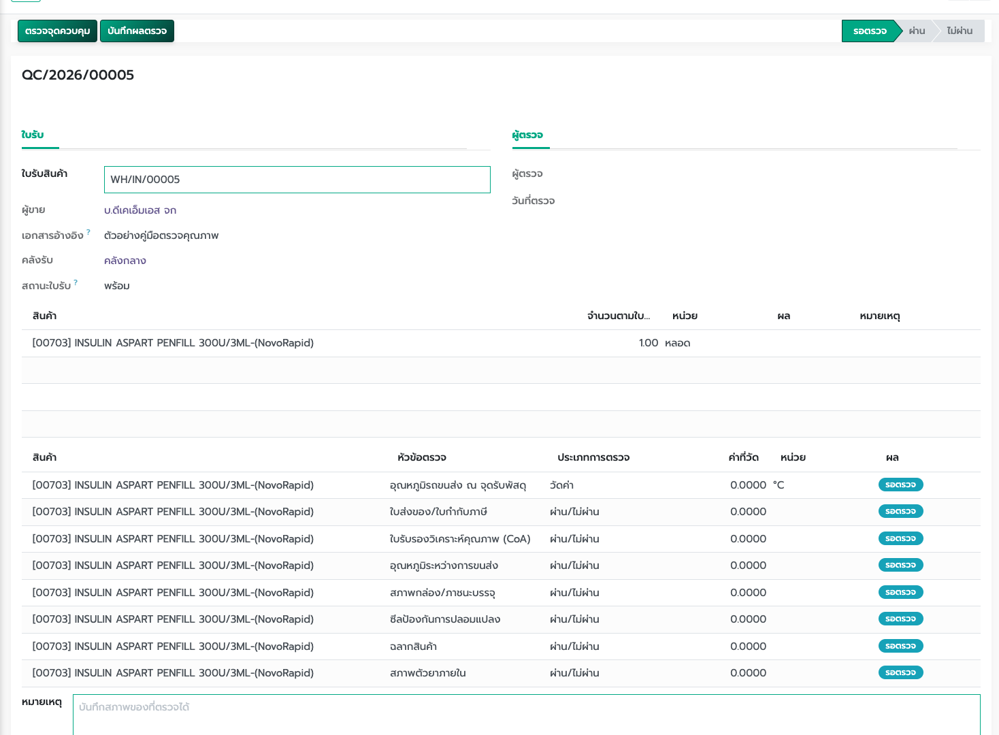 ตรวจจุดควบคุม บันทึกผลตรวจ รอตรวจ ผ่าน ไม่ผ่าน
QC/2026/00005
ใบรับ ผู้ตรวจ
ใบรับสินค้า WH/IN/00005 ผู้ตรวจ
วันที่ตรวจ
ผู้ขาย บ.ดีเคเอ็มเอส จก
เอกสารอ้างอิง ? ตัวอย่างคู่มือตรวจคุณภาพ
คลังรับ คลังกลาง
สถานะใบรับ ? พร้อม
สินค้า จำนวนตามใบ... หน่วย ผล หมายเหตุ
[00703] INSULIN ASPART PENFILL 300U/3ML-(NovoRapid) 1.00 หลอด
สินค้า หัวข้อตรวจ ประเภทการตรวจ ค่าที่วัด หน่วย ผล
[00703] INSULIN ASPART PENFILL 300U/3ML-(NovoRapid) อุณหภูมิรถขนส่ง ณ จุดรับพัสดุ วัดค่า 0.0000 °C รอตรวจ
[00703] INSULIN ASPART PENFILL 300U/3ML-(NovoRapid) ใบส่งของ/ใบกำกับภาษี ผ่าน/ไม่ผ่าน 0.0000 รอตรวจ
[00703] INSULIN ASPART PENFILL 300U/3ML-(NovoRapid) ใบรับรองวิเคราะห์คุณภาพ (CoA) ผ่าน/ไม่ผ่าน 0.0000 รอตรวจ
[00703] INSULIN ASPART PENFILL 300U/3ML-(NovoRapid) อุณหภูมิระหว่างการขนส่ง ผ่าน/ไม่ผ่าน 0.0000 รอตรวจ
[00703] INSULIN ASPART PENFILL 300U/3ML-(NovoRapid) สภาพกล่อง/ภาชนะบรรจุ ผ่าน/ไม่ผ่าน 0.0000 รอตรวจ
[00703] INSULIN ASPART PENFILL 300U/3ML-(NovoRapid) ซีลป้องกันการปลอมแปลง ผ่าน/ไม่ผ่าน 0.0000 รอตรวจ
[00703] INSULIN ASPART PENFILL 300U/3ML-(NovoRapid) ฉลากสินค้า ผ่าน/ไม่ผ่าน 0.0000 รอตรวจ
[00703] INSULIN ASPART PENFILL 300U/3ML-(NovoRapid) สภาพตัวยาภายใน ผ่าน/ไม่ผ่าน 0.0000 รอตรวจ
หมายเหตุ บันทึกสภาพของที่ตรวจได้